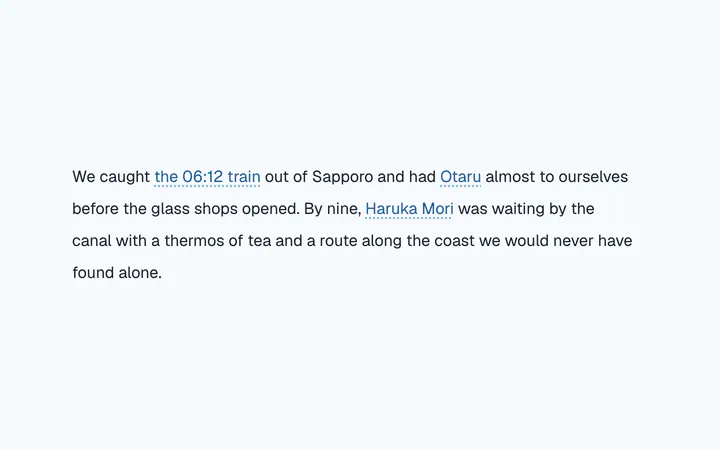 We caught the 06:12 train out of Sapporo and had Otaru almost to ourselves
before the glass shops opened. By nine, Haruka Mori was waiting by the
canal with a thermos of tea and a route along the coast we would never have
found alone.